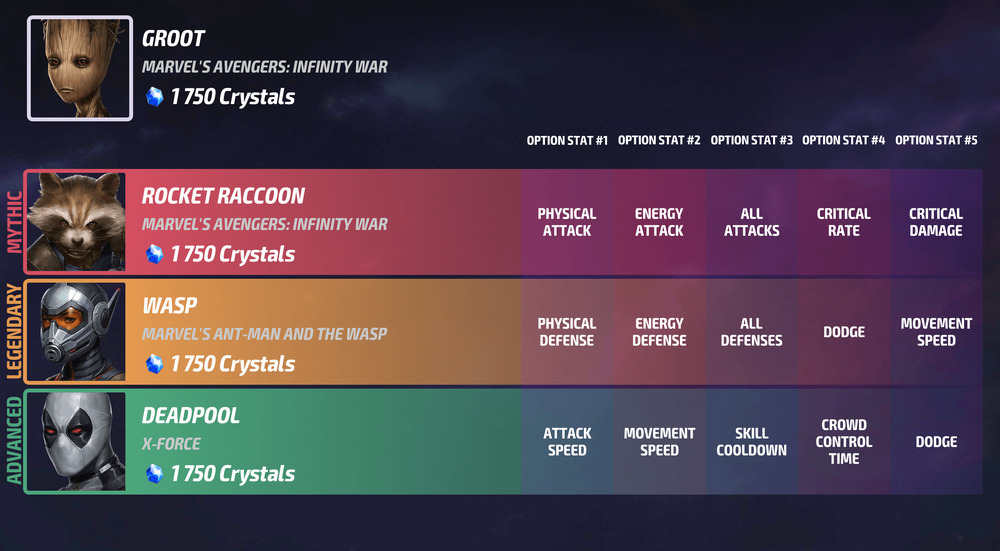 GROOT
MARVEL'S AVENGERS: INFINITY WAR
1 750 Crystals
OPTION STAT #1 OPTION STAT #2 OPTION STAT #3 OPTION STAT #4 OPTION STAT #5
MYTHIC
ROCKET RACCOON
MARVEL'S AVENGERS: INFINITY WAR
1 750 Crystals
PHYSICAL
ATTACK
ENERGY
ATTACK
ALL
ATTACKS
CRITICAL
RATE
CRITICAL
DAMAGE
LEGENDARY
WASP
MARVEL'S ANT-MAN AND THE WASP
1 750 Crystals
PHYSICAL
DEFENSE
ENERGY
DEFENSE
ALL
DEFENSES
DODGE
MOVEMENT
SPEED
ADVANCED
DEADPOOL
X-FORCE
1 750 Crystals
ATTACK
SPEED
MOVEMENT
SPEED
SKILL
COOLDOWN
CROWD
CONTROL
TIME
DODGE